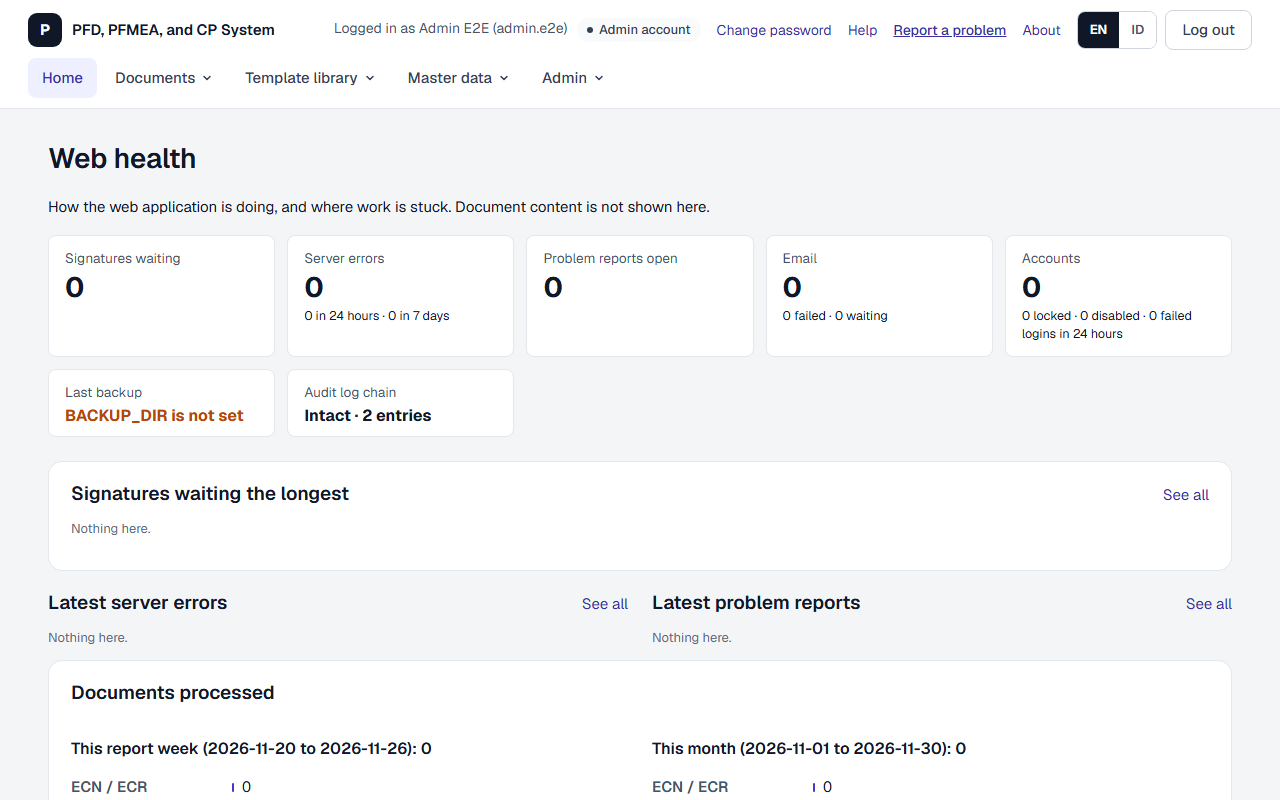 P PFD, PFMEA, and CP System Logged in as Admin E2E (admin.e2e) Admin account Change password Help Report a problem About EN ID Log out
Home Documents Template library Master data Admin
Web health
How the web application is doing, and where work is stuck. Document content is not shown here.
Signatures waiting
0
Server errors
0
0 in 24 hours · 0 in 7 days
Problem reports open
0
Email
0
0 failed · 0 waiting
Accounts
0
0 locked · 0 disabled · 0 failed
logins in 24 hours
Last backup
BACKUP_DIR is not set
Audit log chain
Intact · 2 entries
Signatures waiting the longest See all
Nothing here.
Latest server errors See all
Nothing here.
Latest problem reports See all
Nothing here.
Documents processed
This report week (2026-11-20 to 2026-11-26): 0
ECN / ECR 0
This month (2026-11-01 to 2026-11-30): 0
ECN / ECR 0